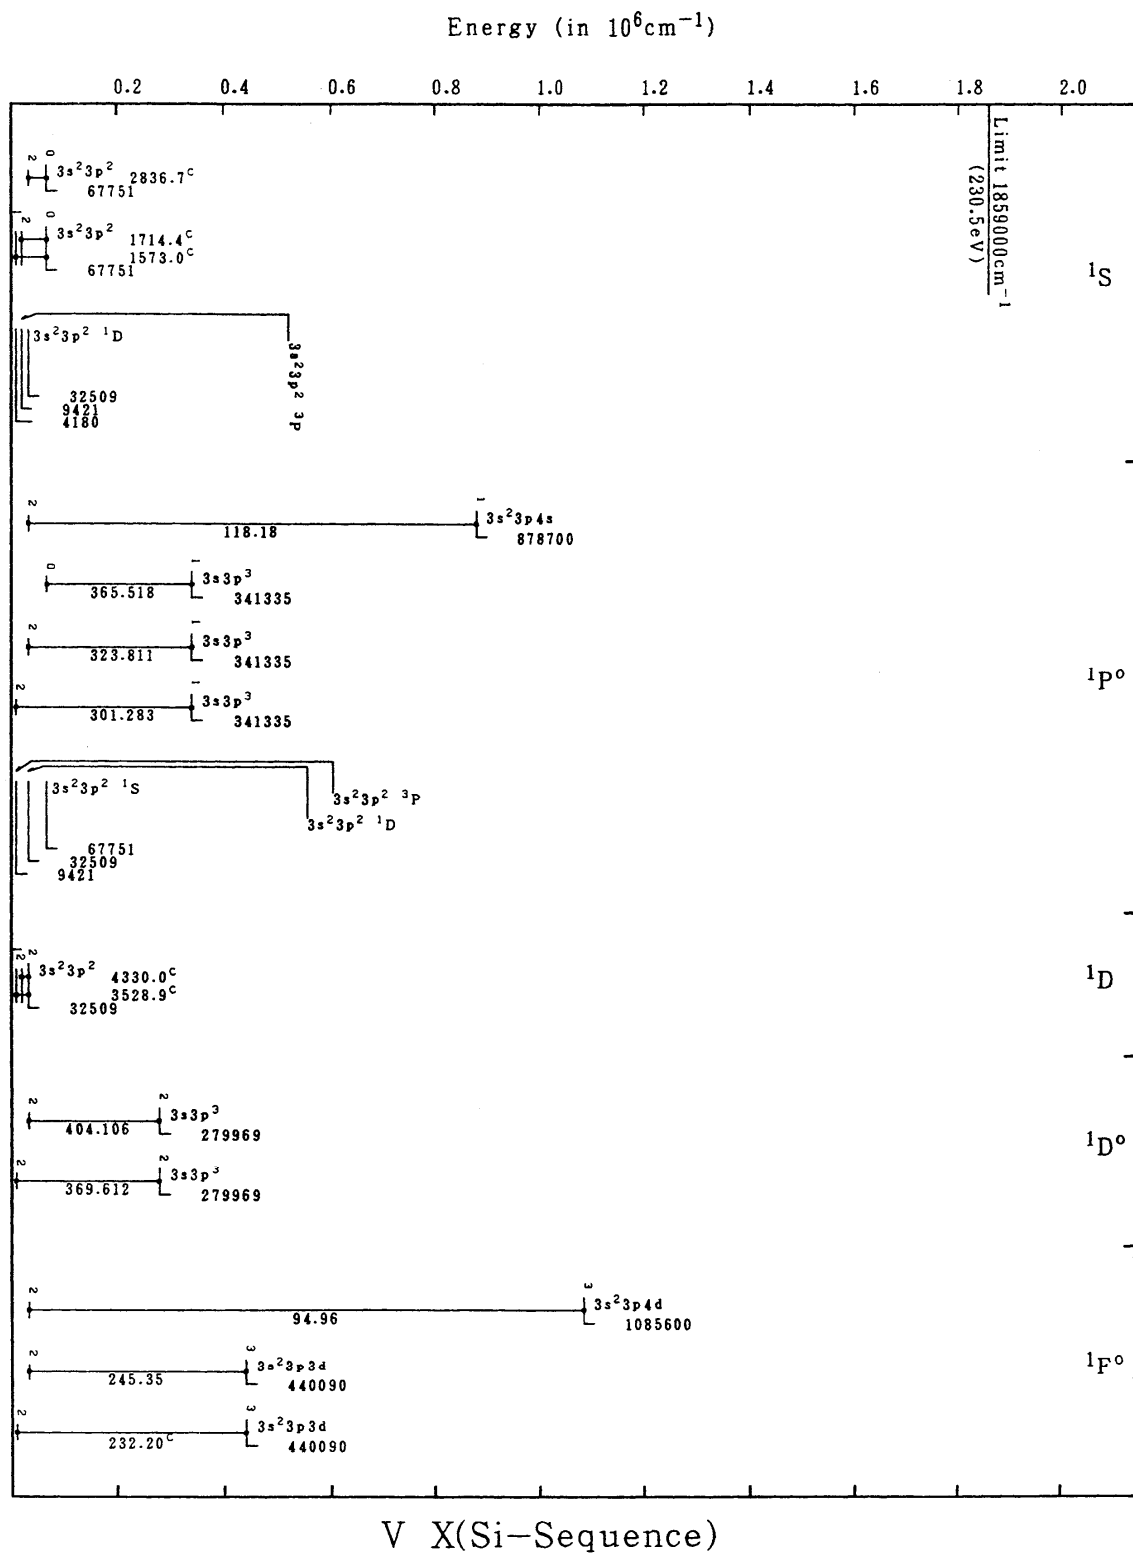 Energy (in 10⁶cm⁻¹)
0.2 0.4 0.6 0.8 1.0 1.2 1.4 1.6 1.8 2.0
Limit 1859000cm⁻¹
(230.5eV)
2 0 3s²3p² 2836.7ᶜ
67751
1 2 0 3s²3p² 1714.4ᶜ
1573.0ᶜ
67751
¹S
3s²3p² ¹D
3s²3p² ³P
32509
9421
4180
2 1 3s²3p4s
118.18
878700
0 1 3s3p³
365.518
341335
2 1 3s3p³
323.811
341335
¹Pᵒ
2 1 3s3p³
301.283
341335
3s²3p² ¹S
3s²3p² ³P
3s²3p² ¹D
67751
32509
9421
1 2 2 3s²3p² 4330.0ᶜ
3528.9ᶜ
32509
¹D
2 2 3s3p³
404.106
279969
¹Dᵒ
2 2 3s3p³
369.612
279969
2 3 3s²3p4d
94.96
1085600
2 3 3s²3p3d
245.35
440090
¹Fᵒ
2 3 3s²3p3d
232.20ᶜ
440090
V X(Si-Sequence)